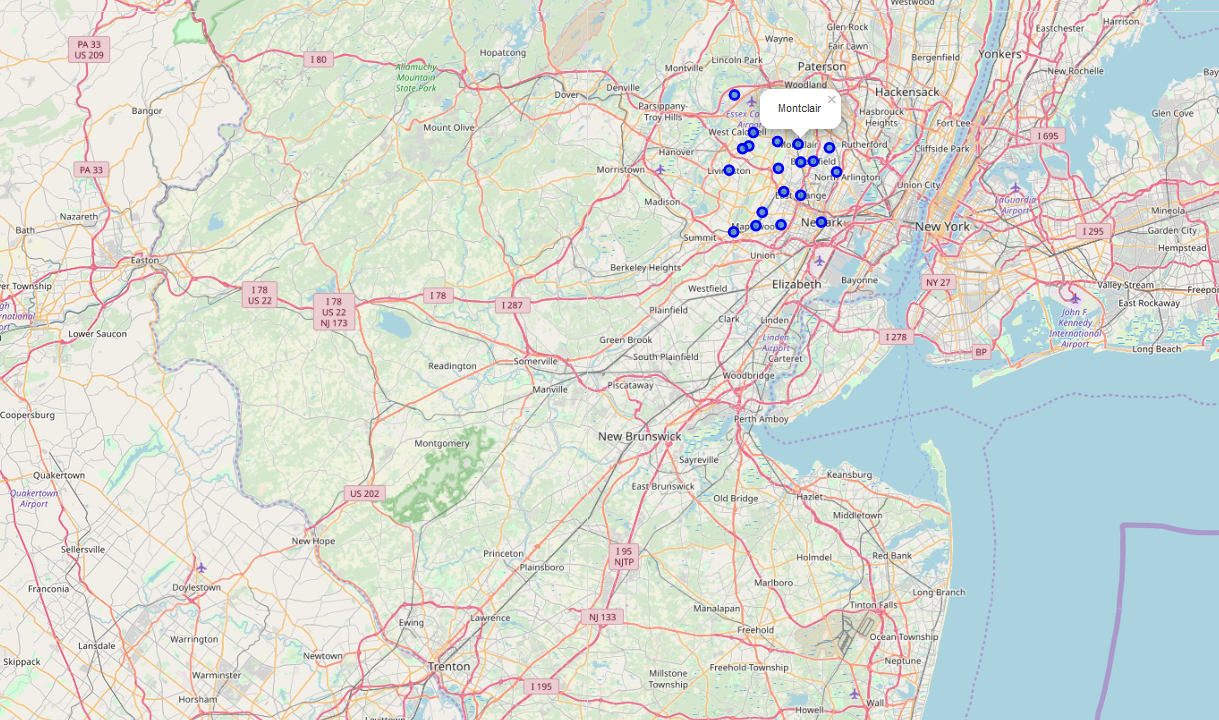 Westwood
Harrison
PA 33
US 209
Glen Rock
Eastchester
Wayne
Fair Lawn
Hopatcong
Yonkers
I 80
Lincoln Park
Bergenfield
Allamuchy
Mountain
State Park
Montville
Paterson
New Rochelle
Denville
Woodland
Dover
Hackensack
Bangor
Parsippany-
Troy Hills
Montclair
×
Hasbrouck
Heights
Glen Cove
Mount Olive
West Caldwell
Fort Lee
I 695
Hanover
Rutherford
Cliffside Park
PA 33
Morristown
Livingston
North Arlington
Union City
Nazareth
Madison
East Orange
LaGuardia
Airport
Mineola
Bath
Newark
New York
I 295
Summit
Maplewood
Garden City
Hempstead
Easton
Union
Berkeley Heights
Elizabeth
Bayonne
NY 27
Valley Stream
Freeport
I 78
US 22
I 78
Westfield
East Rockaway
I 78
US 22
NJ 173
I 287
Plainfield
John F.
Kennedy
International
Airport
Lower Saucon
Clark
Linden
Green Brook
Linden
Airport
I 278
BP
Long Beach
South Plainfield
Carteret
Somerville
Readington
Woodbridge
Manville
Piscataway
Coopersburg
Perth Amboy
New Brunswick
Montgomery
Sayreville
Quakertown
Keansburg
Quakertown
Airport
US 202
East Brunswick
Old Bridge
Hazlet
Middletown
New Hope
Sellersville
Princeton
I 95
NJTP
Holmdel
Red Bank
Plainsboro
Doylestown
Marlboro
Franconia
Long Branch
Manalapan
Tinton Falls
Ewing
Lawrence
NJ 133
Freehold
Warrington
Ocean Township
Lansdale
Newtown
Skippack
Trenton
Freehold Township
Neptune
Warminster
I 195
Millstone
Township
Horsham
Howell
Wall